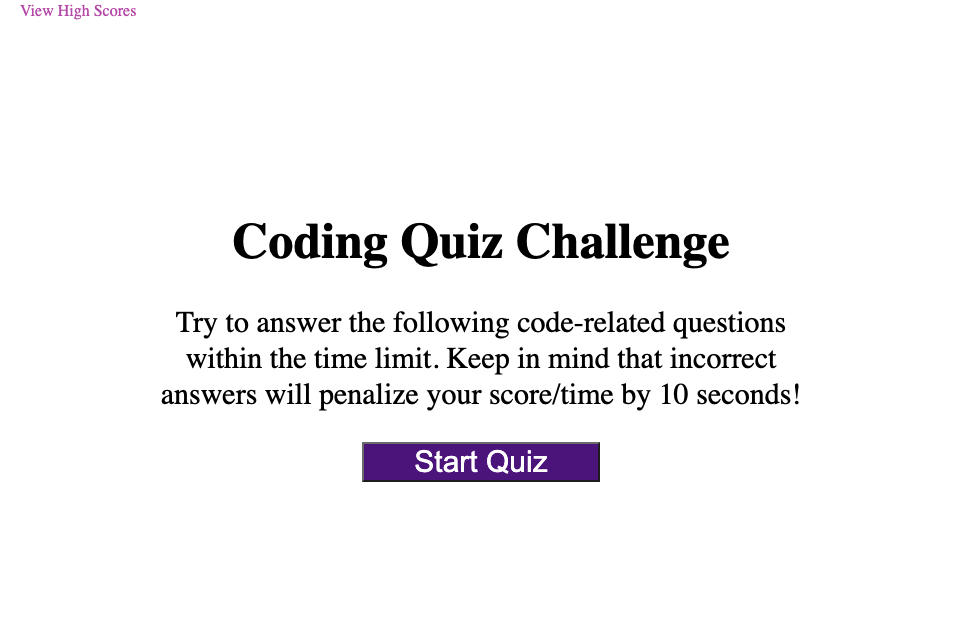 View High Scores
Coding Quiz Challenge
Try to answer the following code-related questions
within the time limit. Keep in mind that incorrect
answers will penalize your score/time by 10 seconds!
Start Quiz